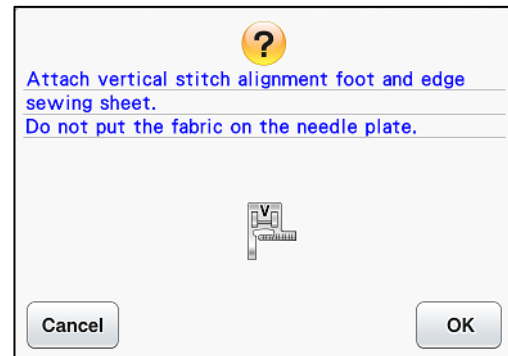 ?
Attach vertical stitch alignment foot and edge
sewing sheet.
Do not put the fabric on the needle plate.
V
Cancel
OK